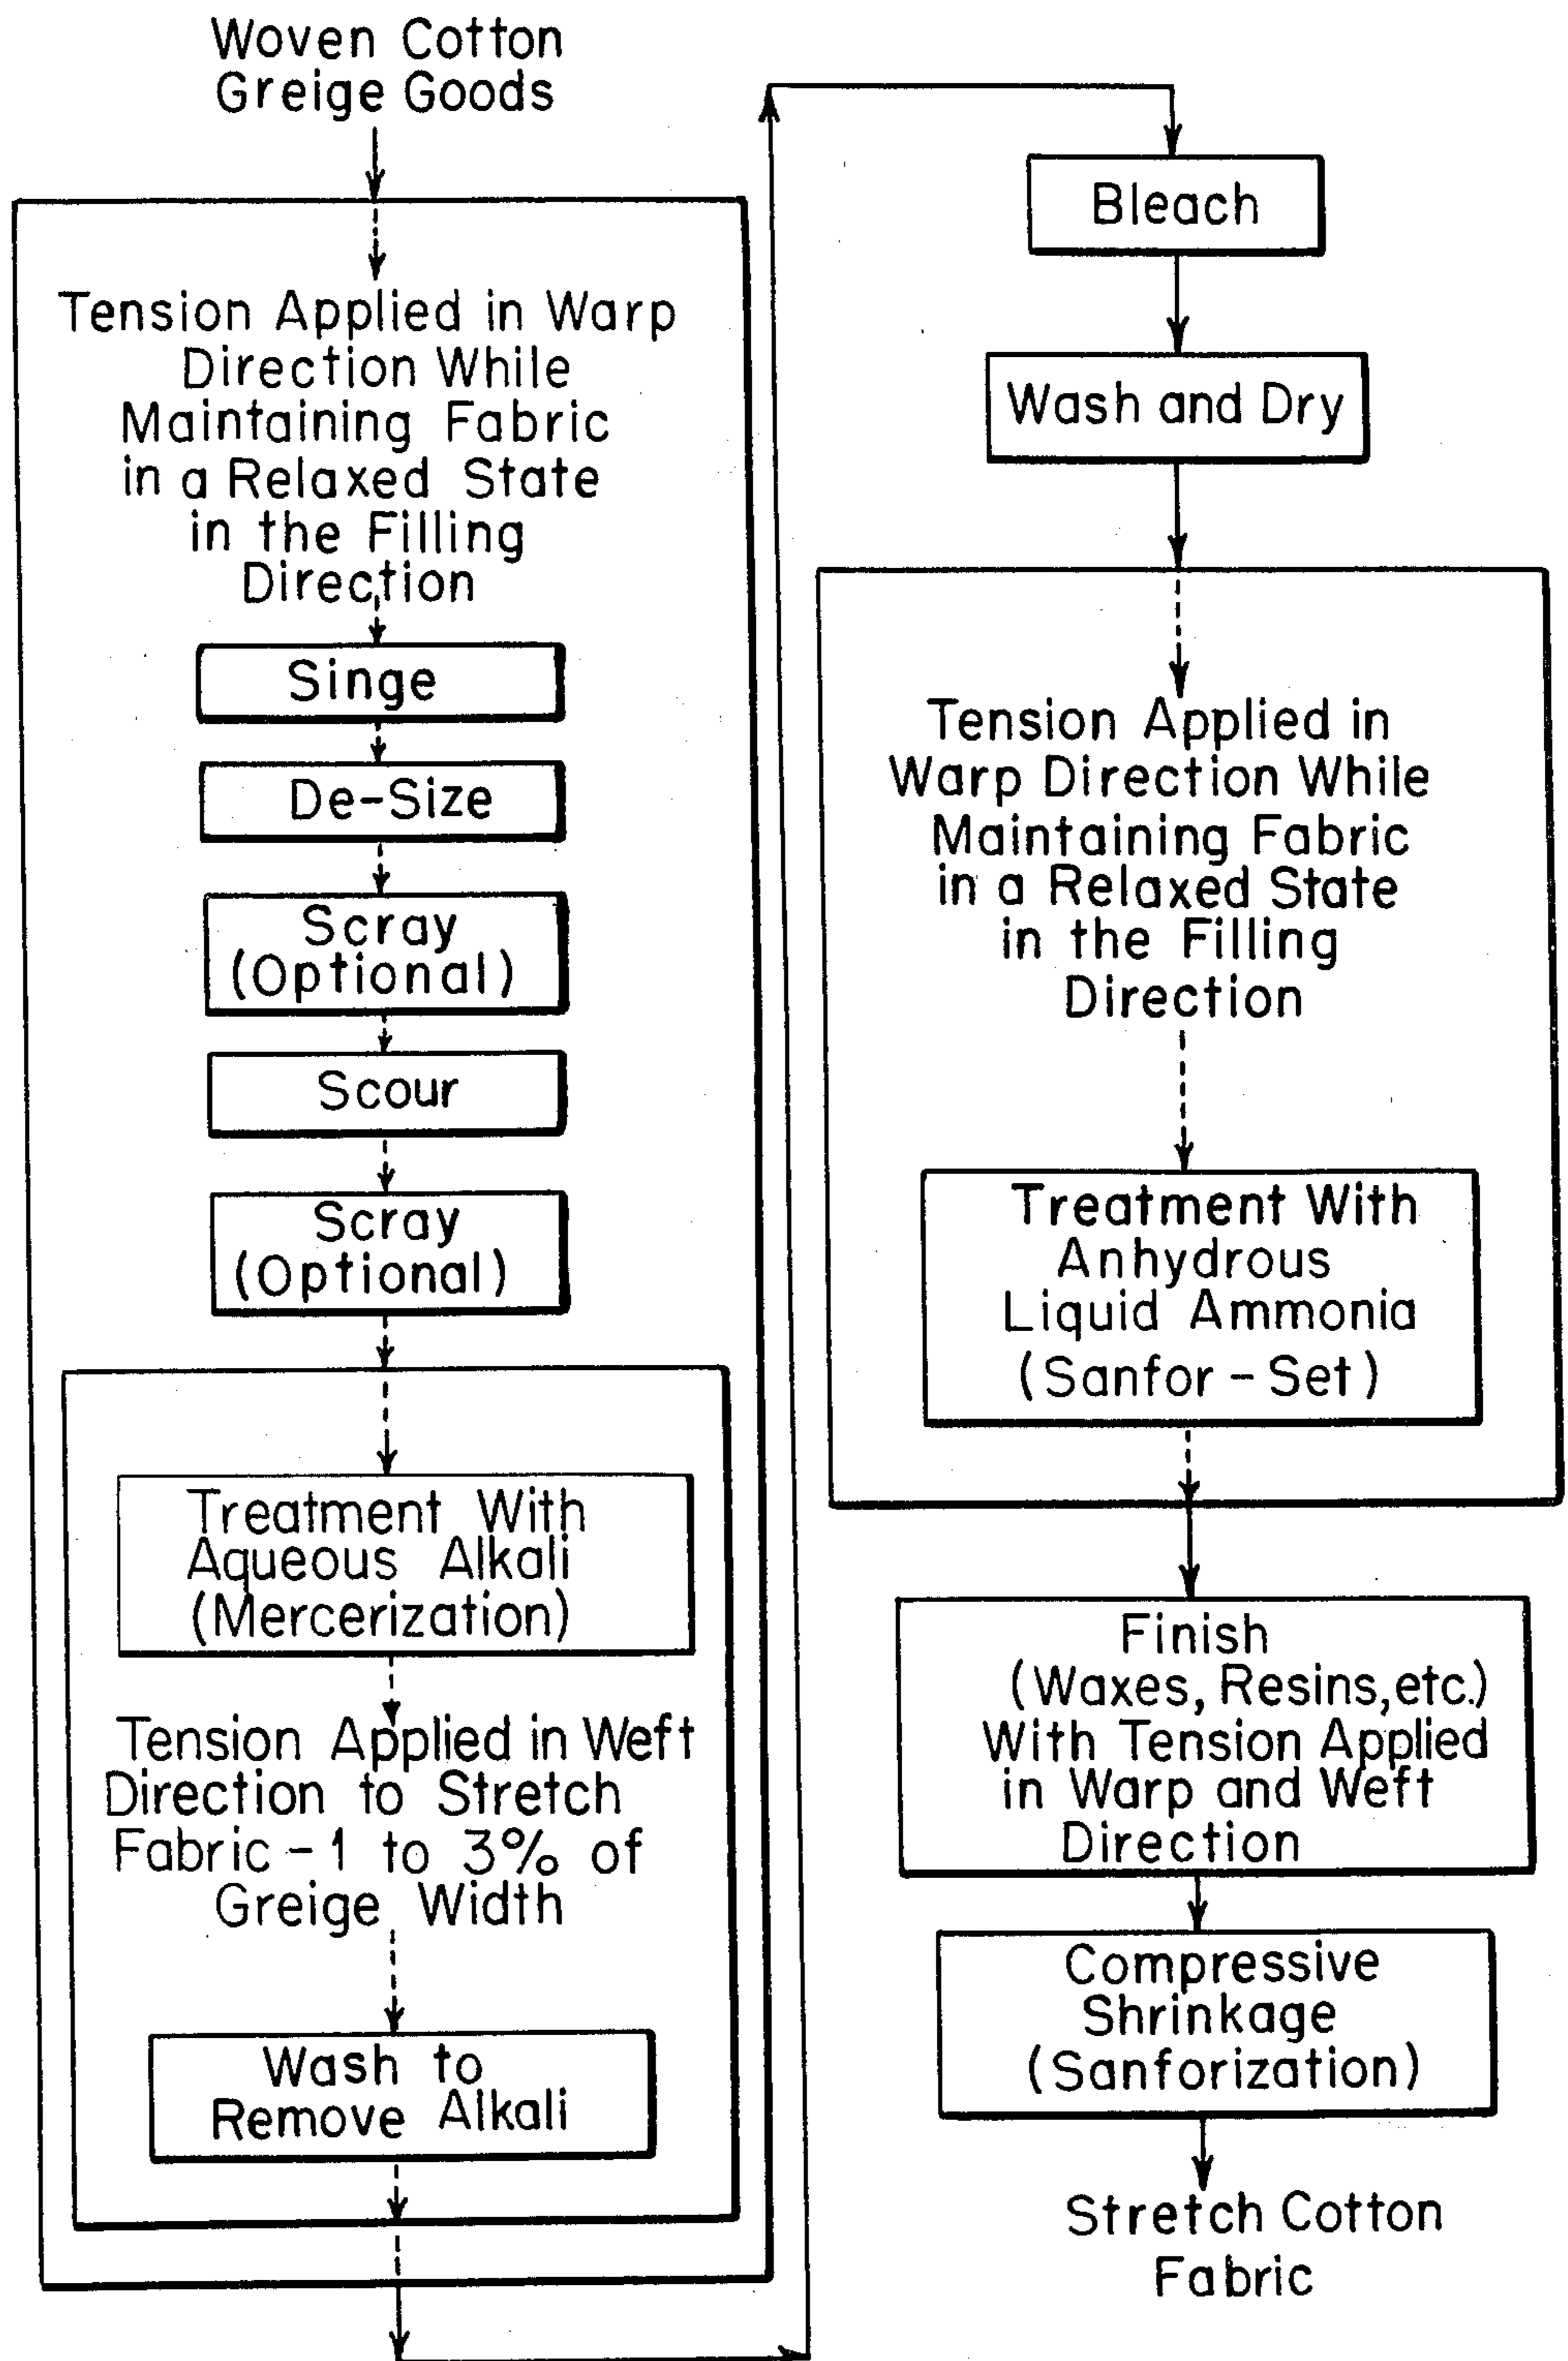 Woven Cotton
Greige Goods
Tension Applied in Warp
Direction While
Maintaining Fabric
in a Relaxed State
in the Filling
Direction
Singe
De-Size
Scray
(Optional)
Scour
Scray
(Optional)
Treatment With
Aqueous Alkali
(Mercerization)
Tension Applied in Weft
Direction to Stretch
Fabric - 1 to 3% of
Greige Width
Wash to
Remove Alkali
Bleach
Wash and Dry
Tension Applied in
Warp Direction While
Maintaining Fabric
in a Relaxed State
in the Filling
Direction
Treatment With
Anhydrous
Liquid Ammonia
(Sanfor - Set)
Finish
(Waxes, Resins, etc.)
With Tension Applied
in Warp and Weft
Direction
Compressive
Shrinkage
(Sanforization)
Stretch Cotton
Fabric